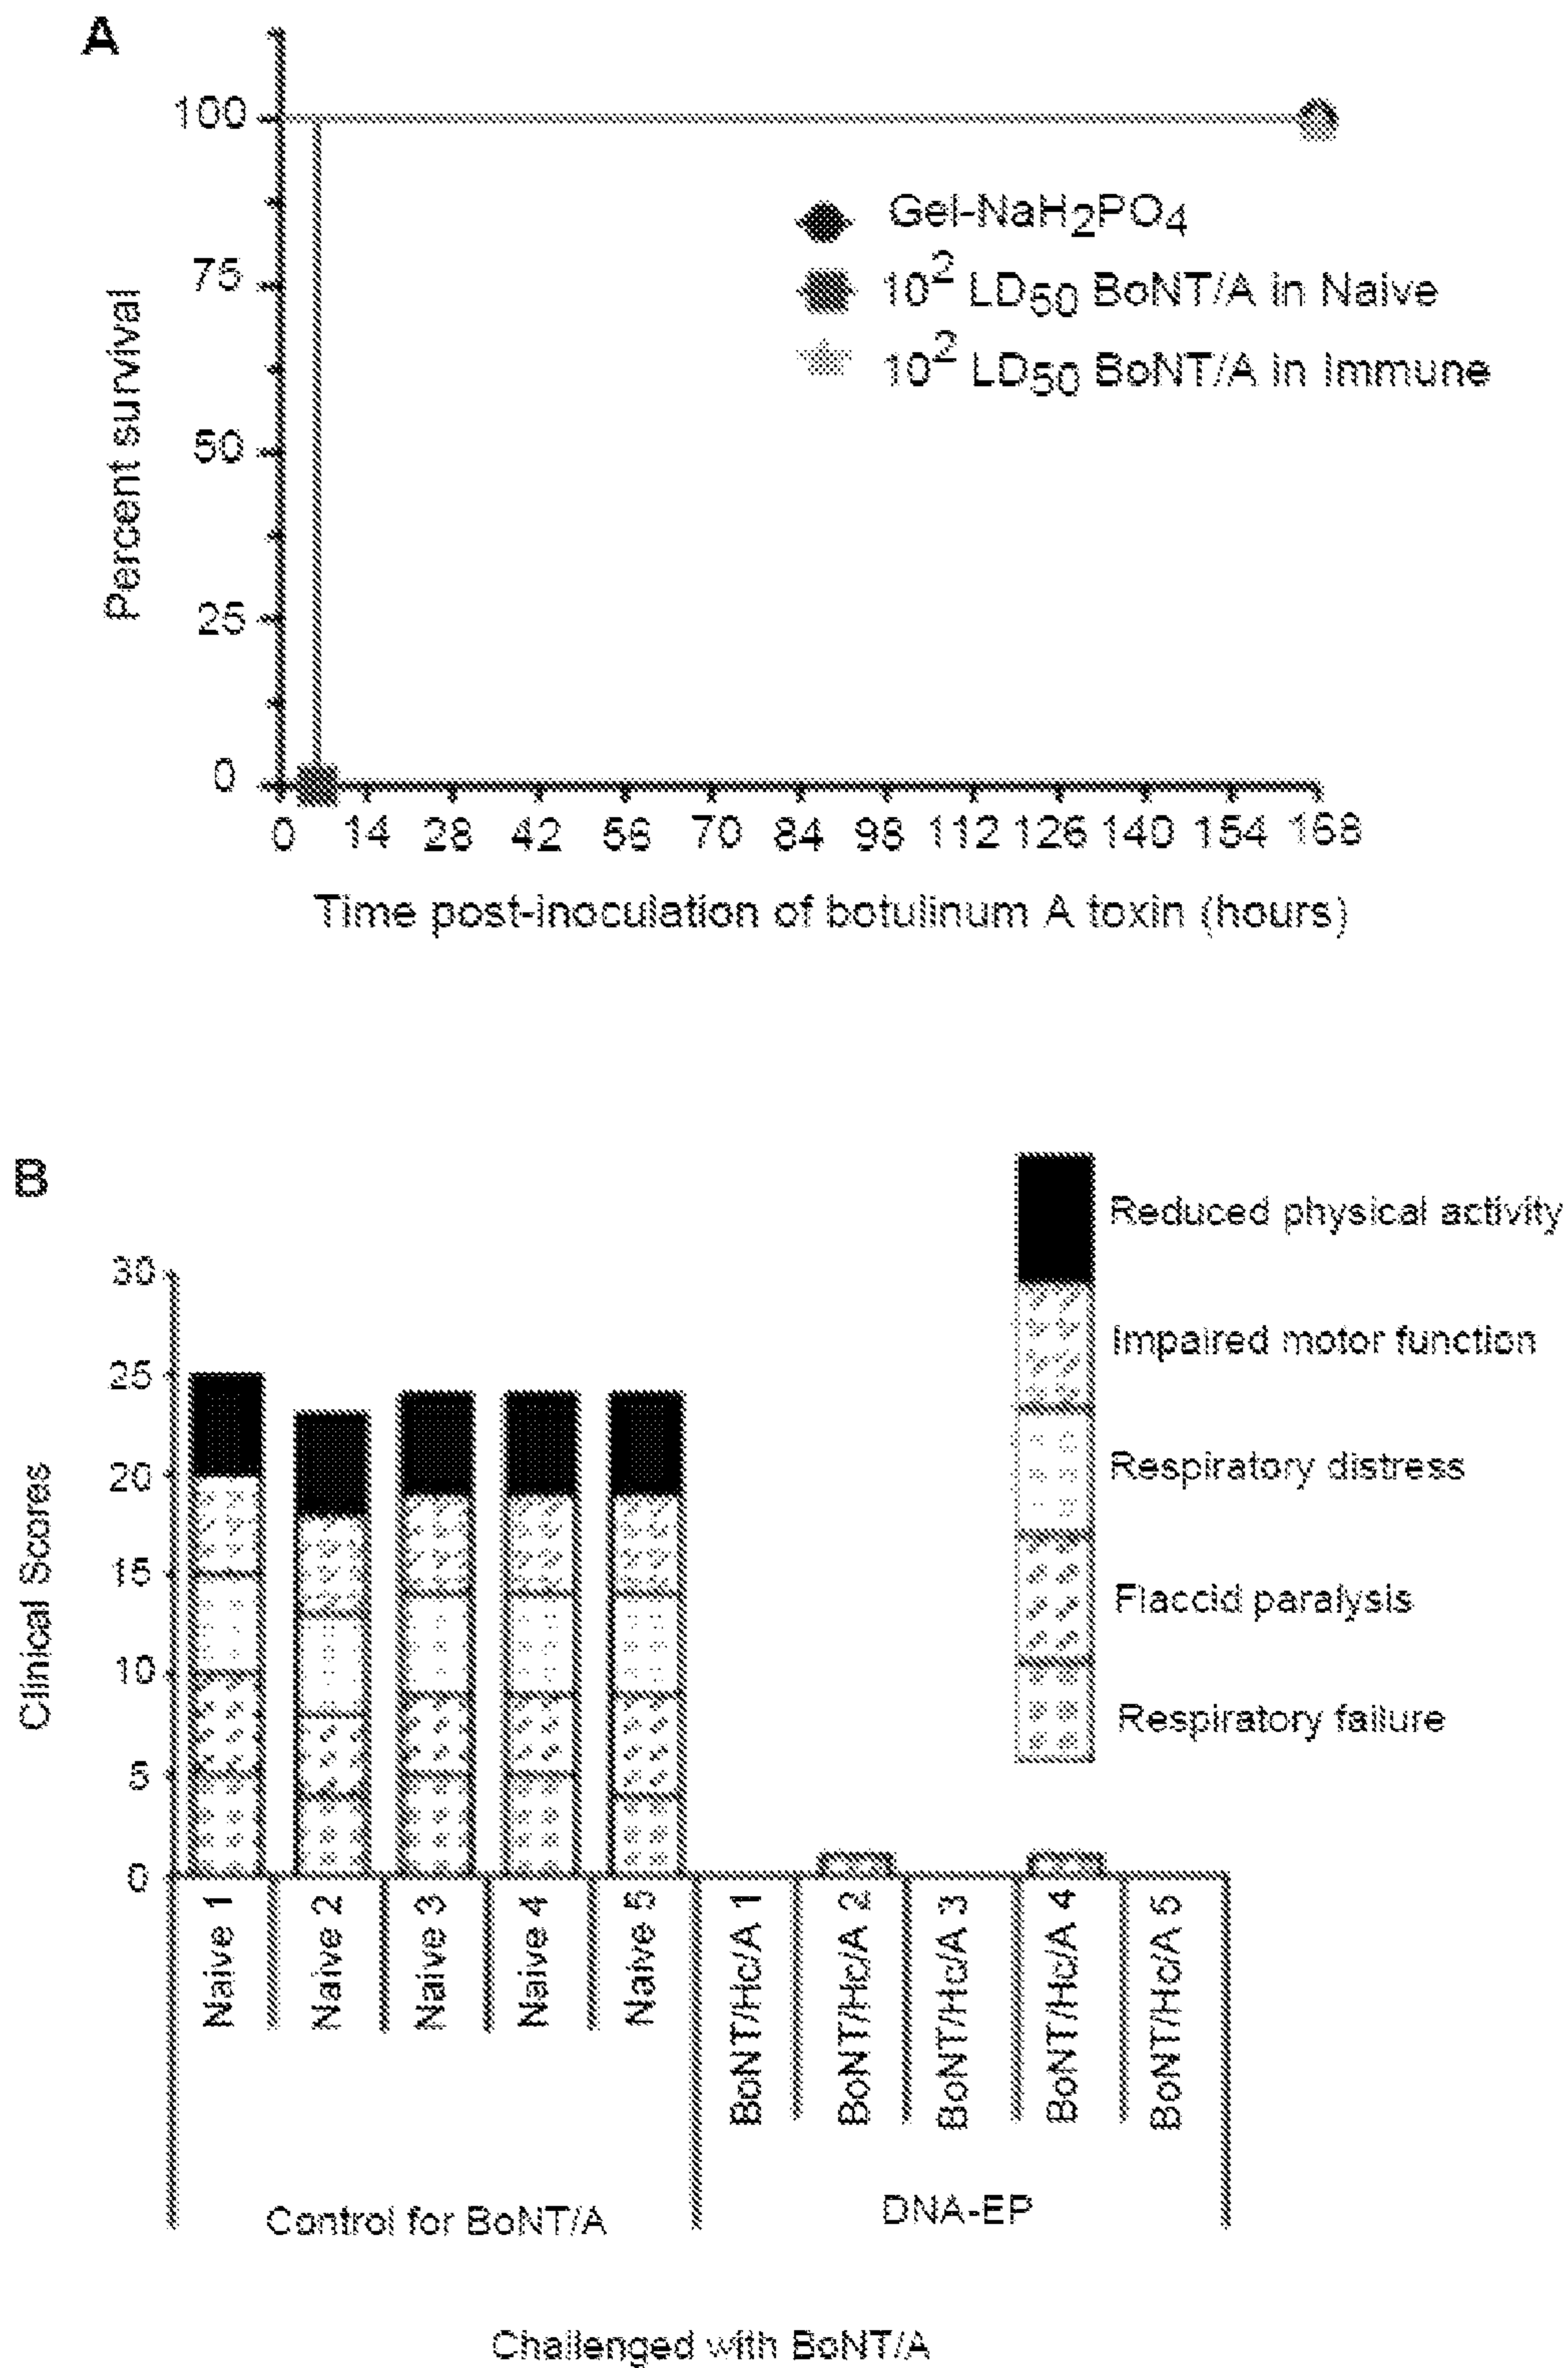 A
100
75
50
25
0
Percent survival
Gel-NaH2PO4
10^2 LD50 BoNT/A in Naive
10^2 LD50 BoNT/A in Immune
0 14 28 42 56 70 84 98 112 126 140 154 168
Time post-inoculation of botulinum A toxin (hours)
B
30
25
20
15
10
5
0
Clinical Scores
Reduced physical activity
Impaired motor function
Respiratory distress
Flaccid paralysis
Respiratory failure
Naive 1
Naive 2
Naive 3
Naive 4
Naive 5
BoNT/Hc/A 1
BoNT/Hc/A 2
BoNT/Hc/A 3
BoNT/Hc/A 4
BoNT/Hc/A 5
Control for BoNT/A
DNA-EP
Challenged with BoNT/A